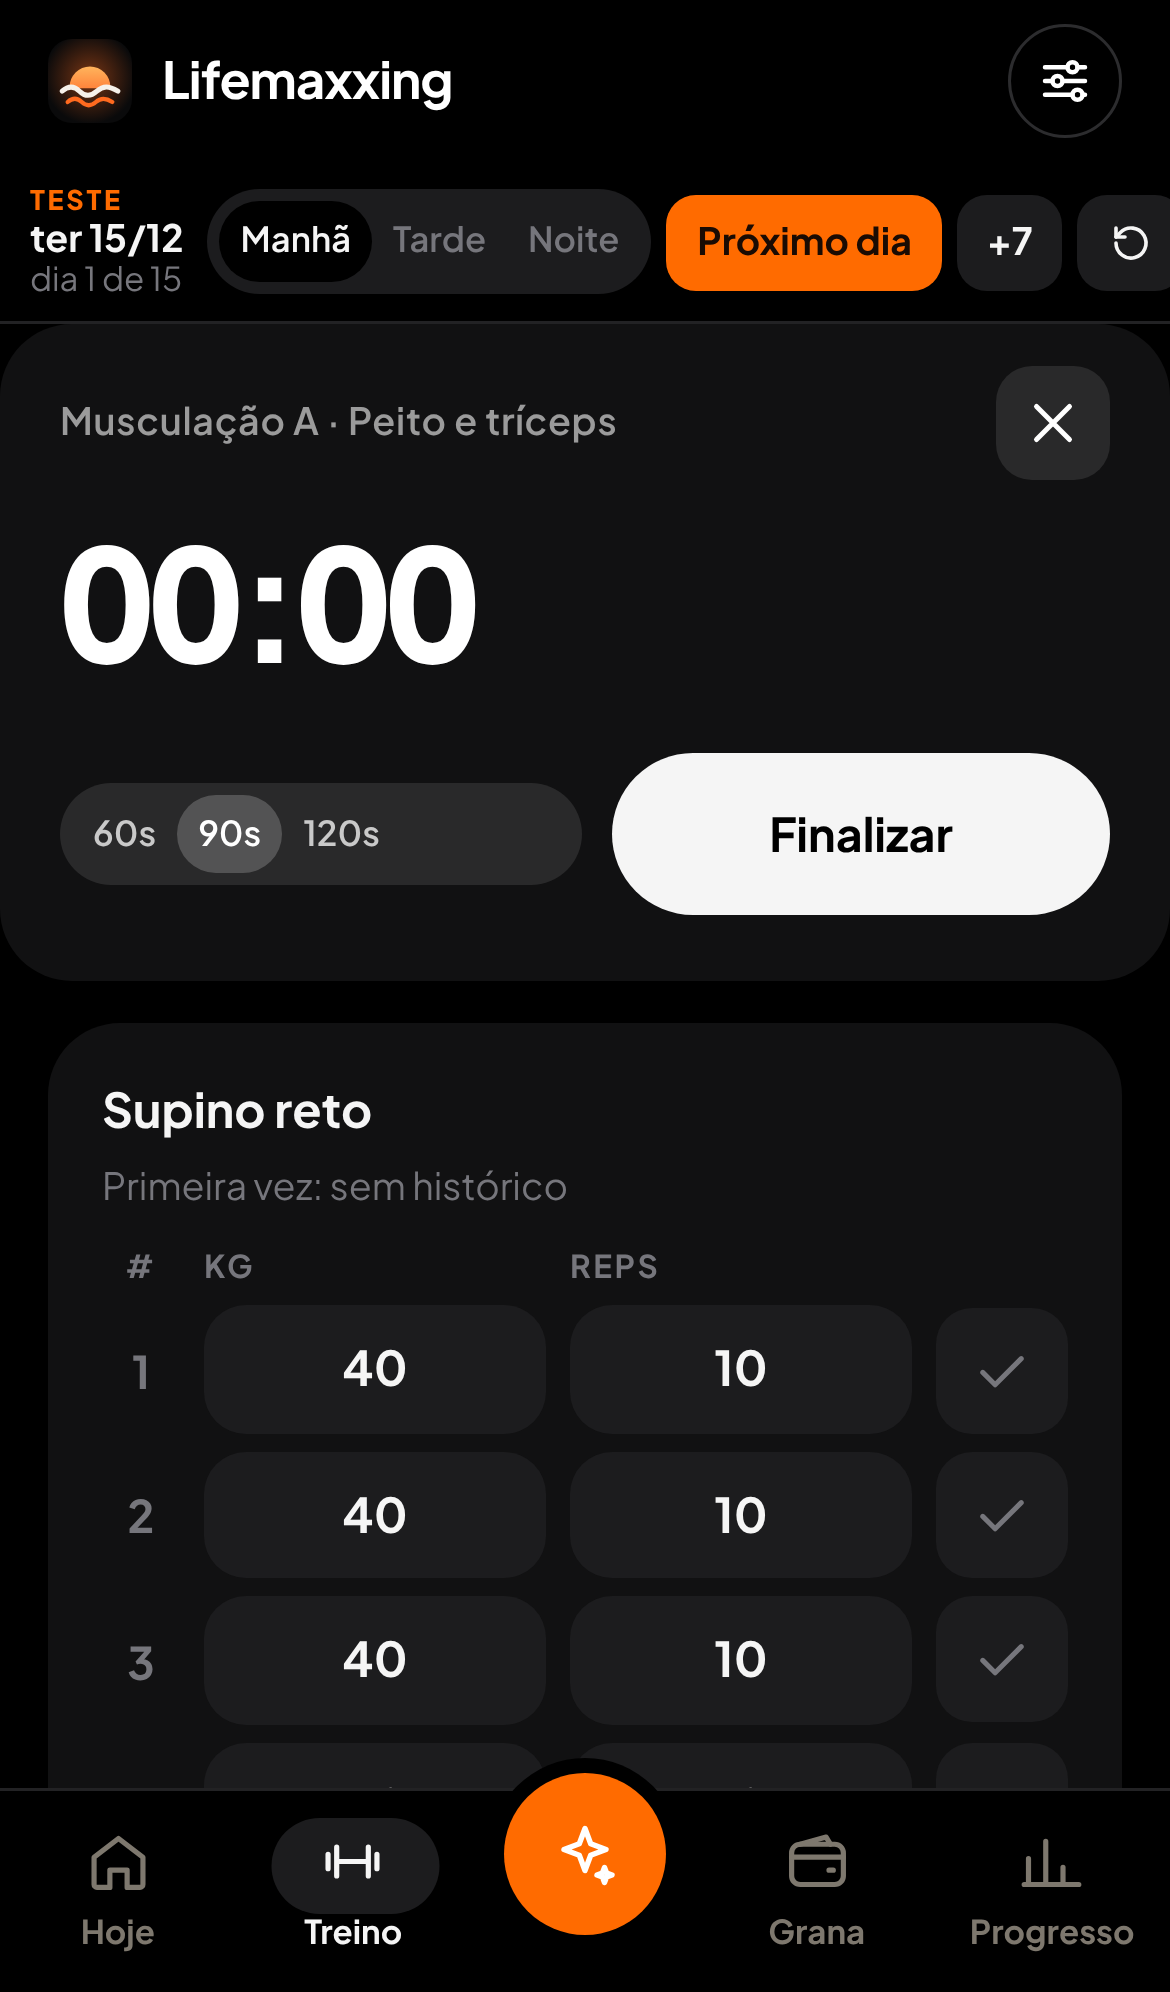 Lifemaxxing
TESTE
ter 15/12
dia 1 de 15
Manhã Tarde Noite
Próximo dia
+7
Musculação A · Peito e tríceps
00:00
60s 90s 120s
Finalizar
Supino reto
Primeira vez: sem histórico
# KG REPS
1 40 10
2 40 10
3 40 10
Hoje Treino Grana Progresso